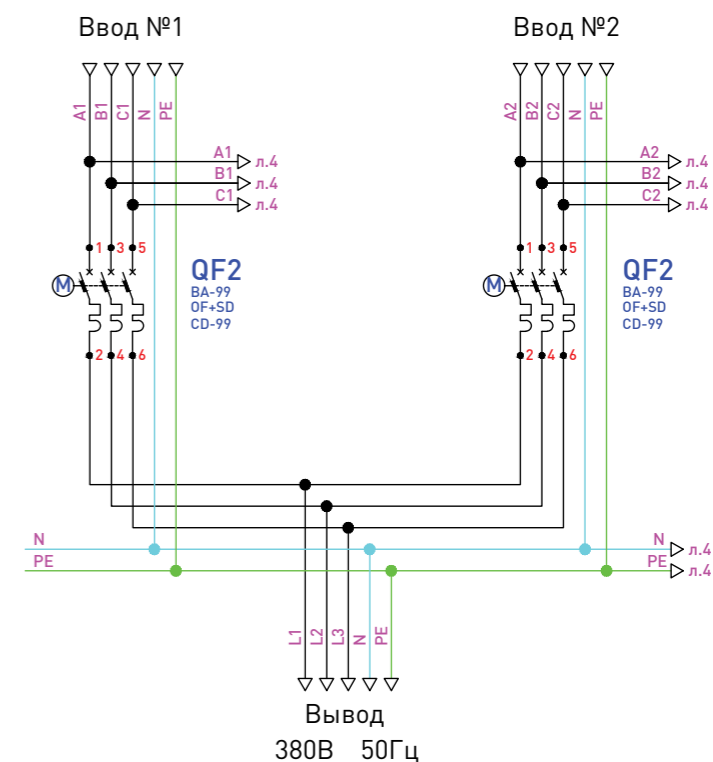 Ввод №1
Ввод №2
A1 B1 C1 N PE
A2 B2 C2 N PE
A1 л.4
B1 л.4
C1 л.4
A2 л.4
B2 л.4
C2 л.4
1 3 5
1 3 5
M
QF2
BA-99
OF+SD
CD-99
M
QF2
BA-99
OF+SD
CD-99
2 4 6
2 4 6
N
N л.4
PE
PE л.4
L1 L2 L3 N PE
Вывод
380В 50Гц